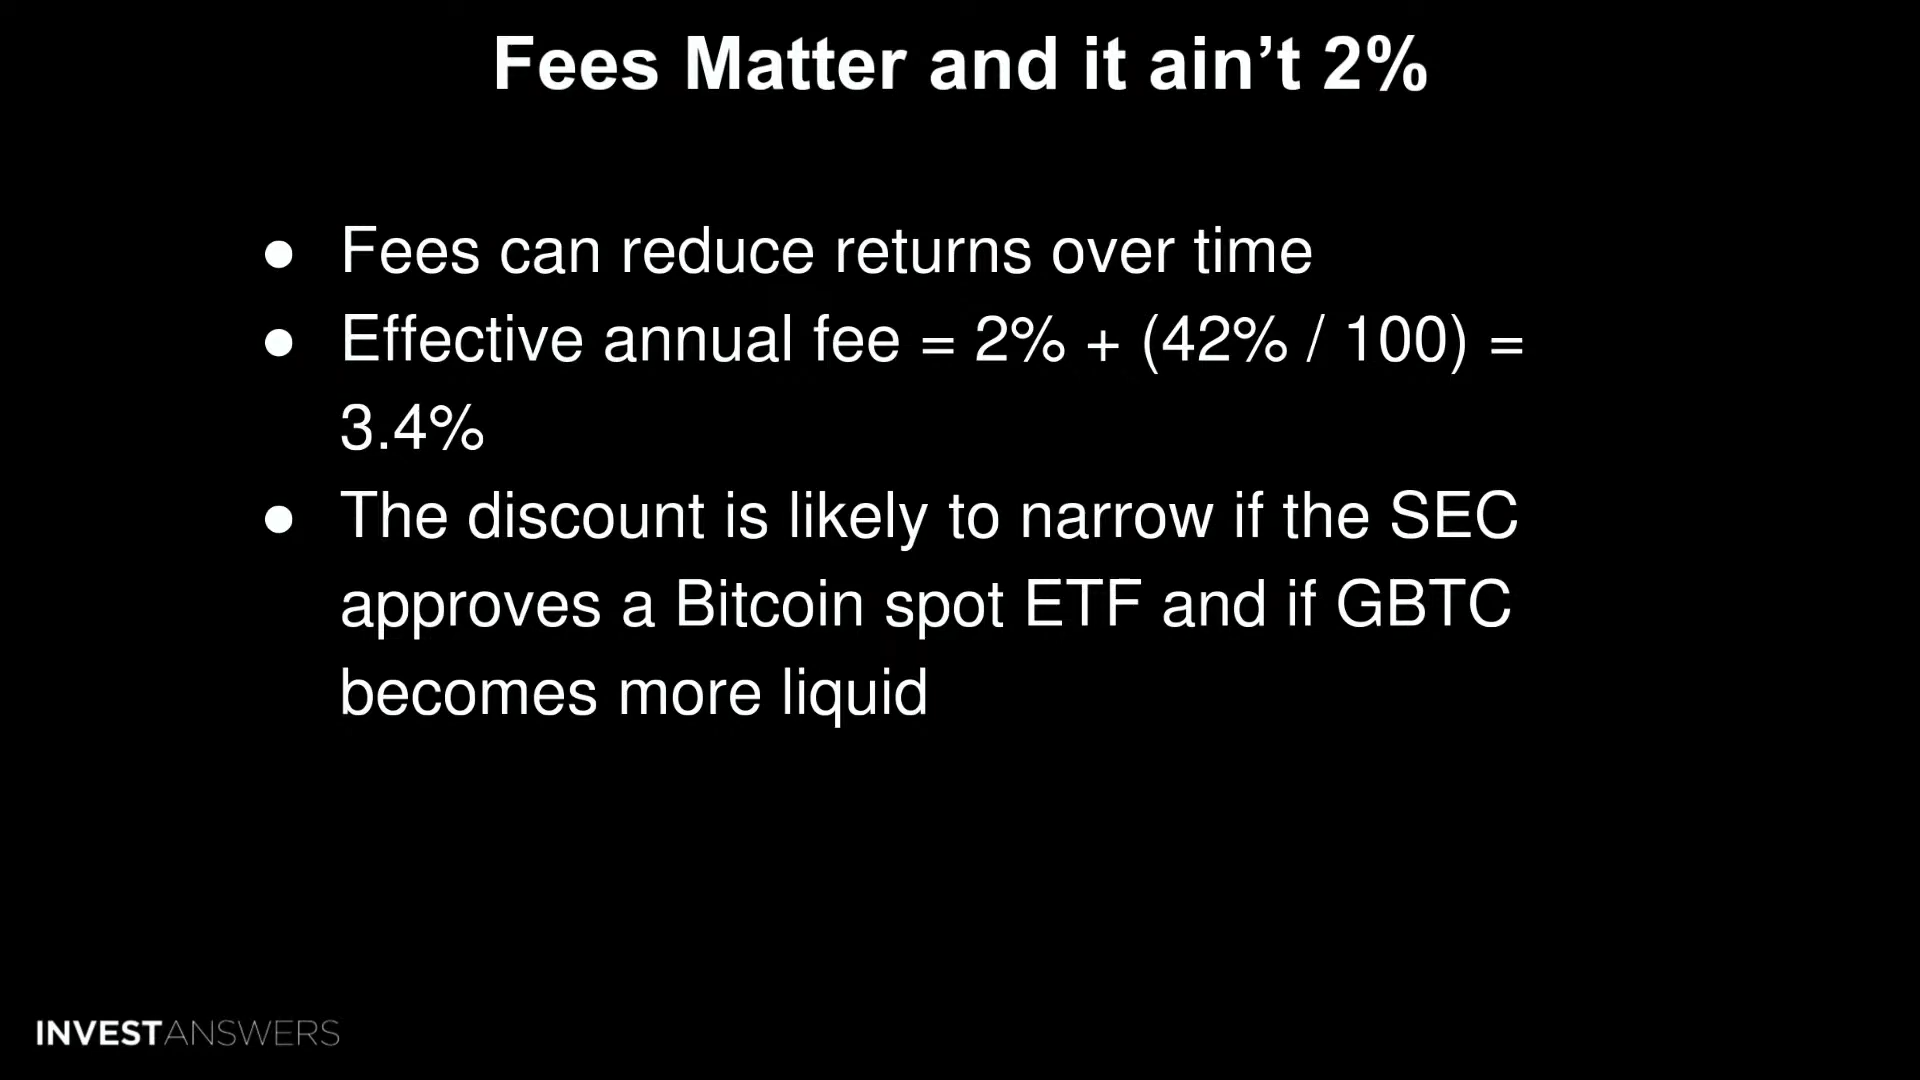 Fees Matter and it ain’t 2%
● Fees can reduce returns over time
● Effective annual fee = 2% + (42% / 100) =
3.4%
● The discount is likely to narrow if the SEC
approves a Bitcoin spot ETF and if GBTC
becomes more liquid
INVESTANSWERS